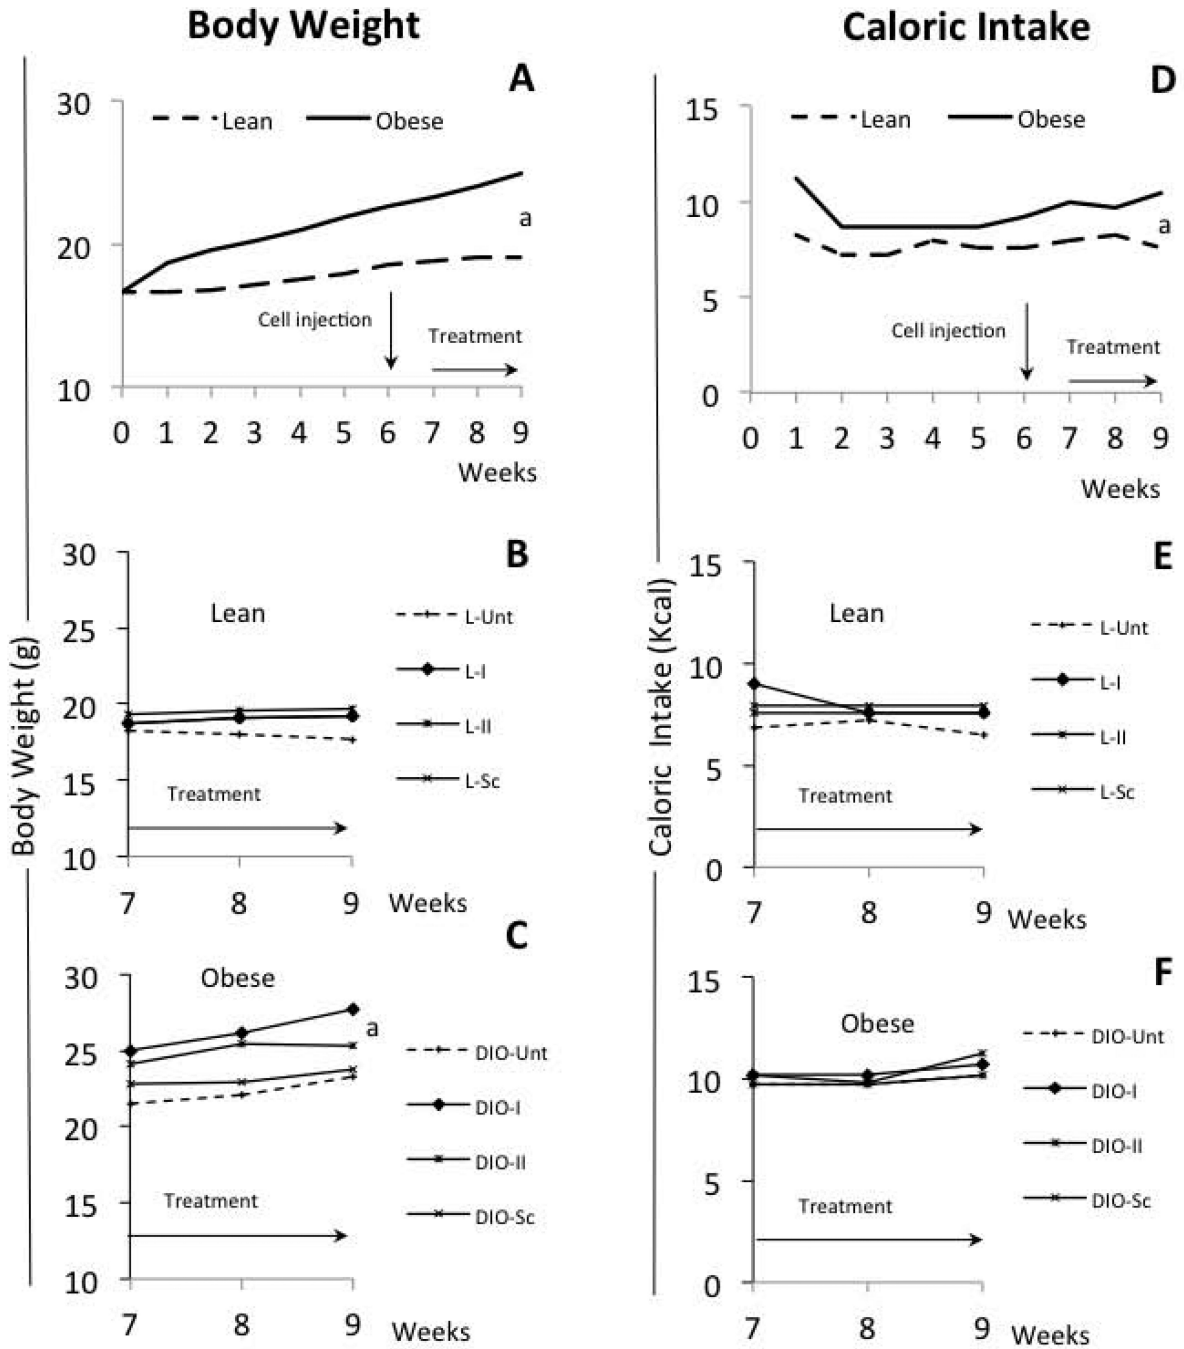 Body Weight
A
30
Lean
Obese
20
a
Cell injection
Treatment
10
0 1 2 3 4 5 6 7 8 9
Weeks
Body Weight (g)
B
30
Lean
25
L-Unt
L-I
20
L-II
15
L-Sc
Treatment
10
7 8 9 Weeks
C
30
Obese
a
25
DIO-Unt
DIO-I
20
DIO-II
15
Treatment
DIO-Sc
10
7 8 9 Weeks
Caloric Intake
D
15
Lean
Obese
10
a
5
Cell injection
Treatment
0
0 1 2 3 4 5 6 7 8 9
Weeks
Caloric Intake (Kcal)
E
15
Lean
L-Unt
10
L-I
L-II
5
L-Sc
Treatment
0
7 8 9 Weeks
F
15
Obese
DIO-Unt
10
DIO-I
DIO-II
5
DIO-Sc
Treatment
0
7 8 9 Weeks